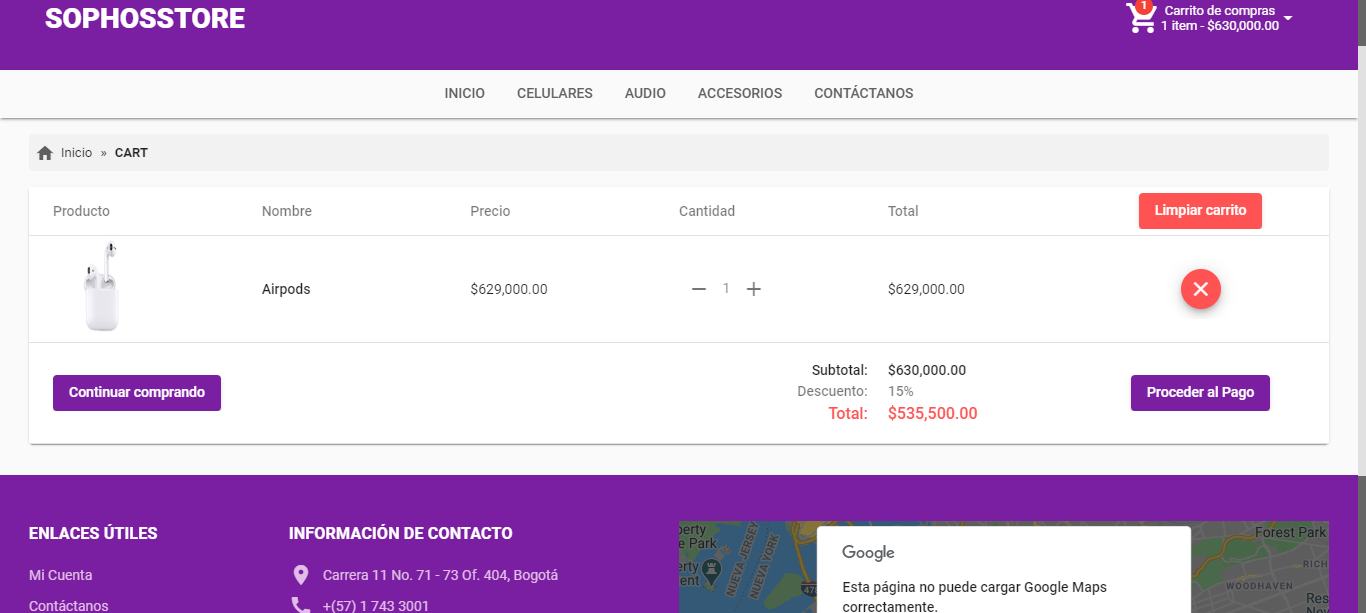 SOPHOSSTORE
1
Carrito de compras
1 item - $630,000.00
INICIO CELULARES AUDIO ACCESORIOS CONTÁCTANOS
Inicio » CART
Producto Nombre Precio Cantidad Total Limpiar carrito
Airpods $629,000.00 1 $629,000.00
Continuar comprando
Subtotal: $630,000.00
Descuento: 15%
Total: $535,500.00
Proceder al Pago
ENLACES ÚTILES
Mi Cuenta
Contáctanos
INFORMACIÓN DE CONTACTO
Carrera 11 No. 71 - 73 Of. 404, Bogotá
+(57) 1 743 3001
NUEVA JERSEY
NUEVA YORK
Google
Esta página no puede cargar Google Maps
correctamente.
Forest Park
WOODHAVEN